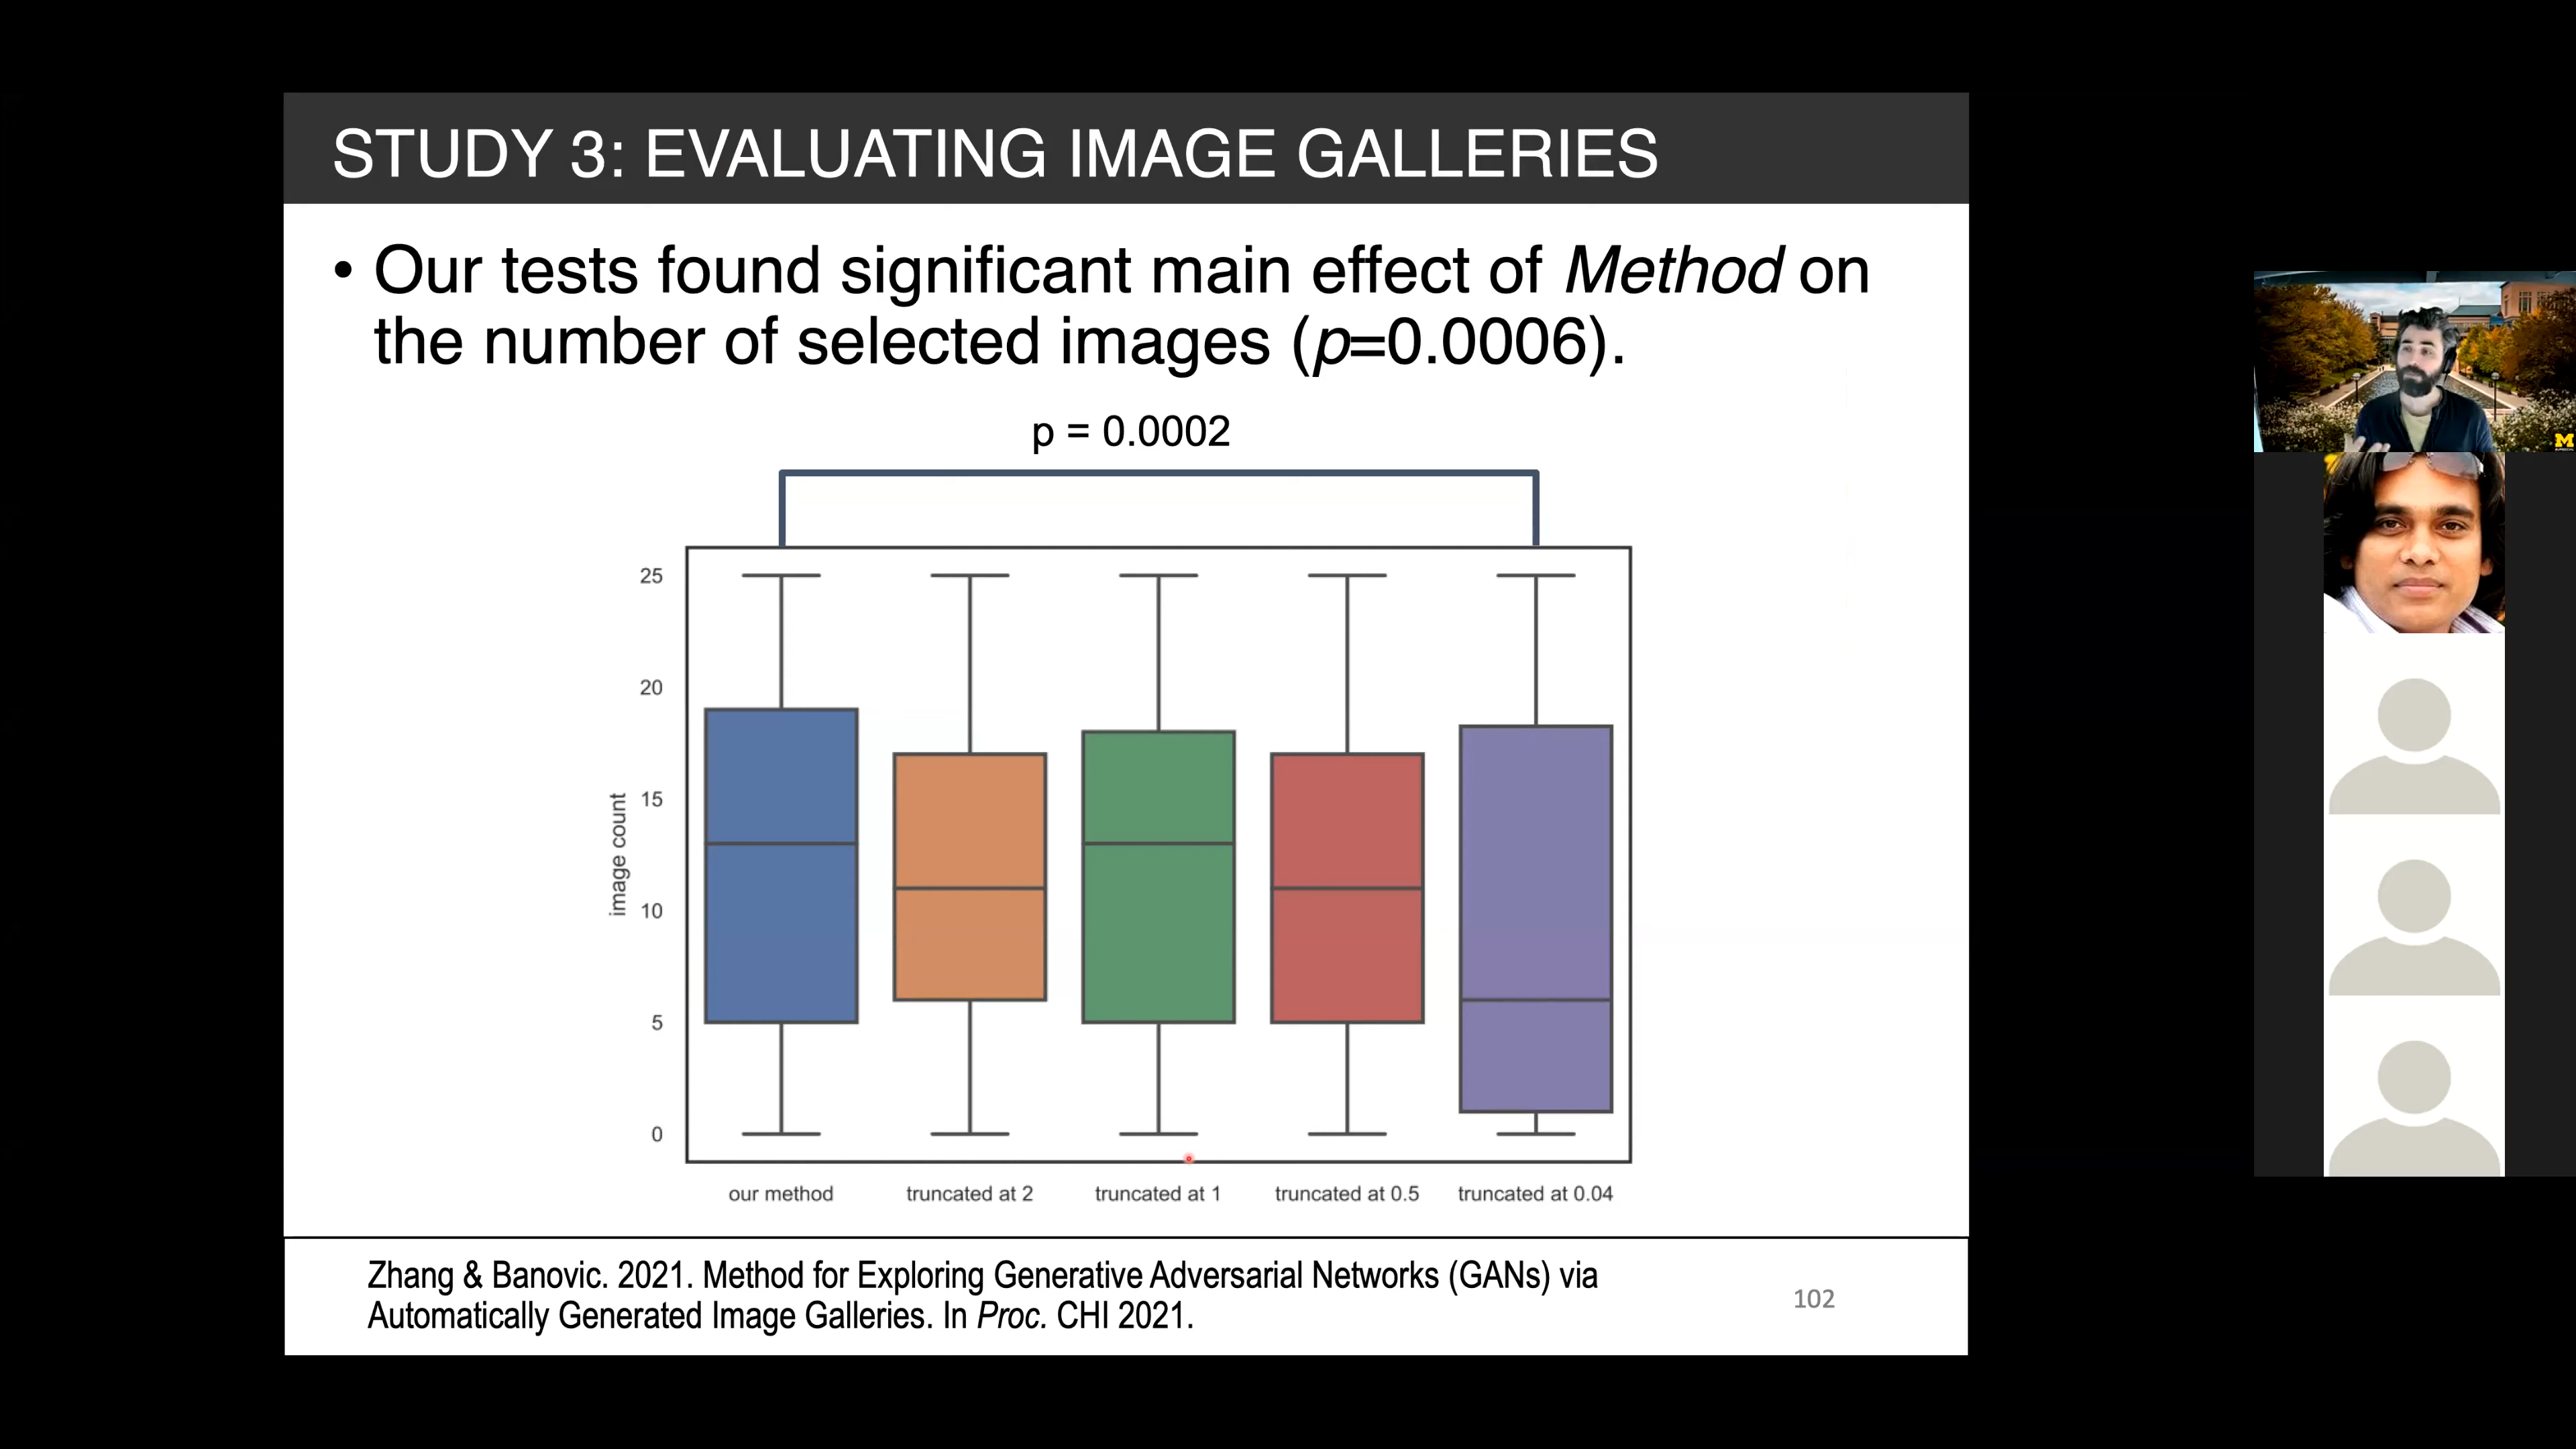 STUDY 3: EVALUATING IMAGE GALLERIES
• Our tests found significant main effect of Method on
the number of selected images (p=0.0006).
p = 0.0002
25
20
15
10
5
0
image count
our method
truncated at 2
truncated at 1
truncated at 0.5
truncated at 0.04
Zhang & Banovic. 2021. Method for Exploring Generative Adversarial Networks (GANs) via
Automatically Generated Image Galleries. In Proc. CHI 2021.
102
M